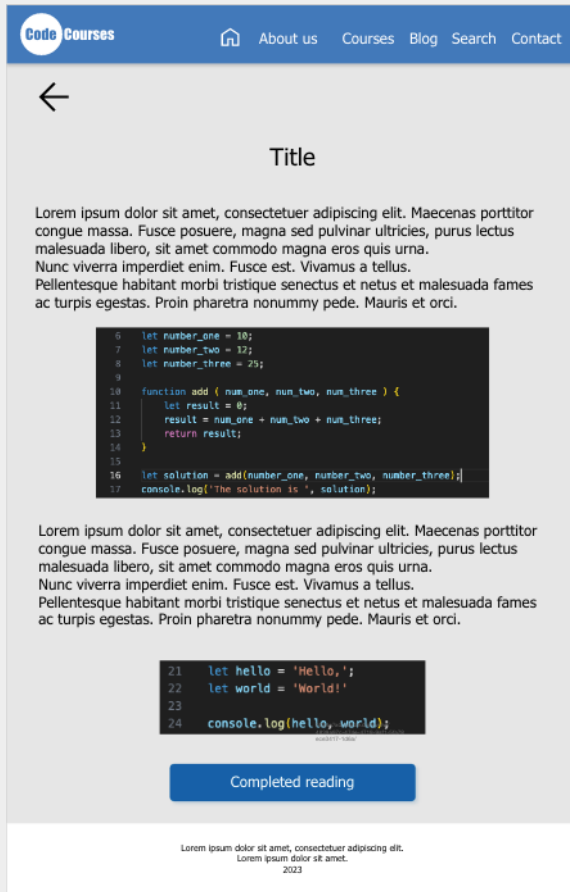 Code Courses
About us Courses Blog Search Contact
Title
Lorem ipsum dolor sit amet, consectetuer adipiscing elit. Maecenas porttitor
congue massa. Fusce posuere, magna sed pulvinar ultricies, purus lectus
malesuada libero, sit amet commodo magna eros quis urna.
Nunc viverra imperdiet enim. Fusce est. Vivamus a tellus.
Pellentesque habitant morbi tristique senectus et netus et malesuada fames
ac turpis egestas. Proin pharetra nonummy pede. Mauris et orci.
6 let number_one = 10;
7 let number_two = 12;
8 let number_three = 25;
9
10 function add ( num_one, num_two, num_three ) {
11 let result = 0;
12 result = num_one + num_two + num_three;
13 return result;
14 }
15
16 let solution = add(number_one, number_two, number_three);
17 console.log('The solution is ', solution);
Lorem ipsum dolor sit amet, consectetuer adipiscing elit. Maecenas porttitor
congue massa. Fusce posuere, magna sed pulvinar ultricies, purus lectus
malesuada libero, sit amet commodo magna eros quis urna.
Nunc viverra imperdiet enim. Fusce est. Vivamus a tellus.
Pellentesque habitant morbi tristique senectus et netus et malesuada fames
ac turpis egestas. Proin pharetra nonummy pede. Mauris et orci.
21 let hello = 'Hello,';
22 let world = 'World!'
23
24 console.log(hello, world);
Completed reading
Lorem ipsum dolor sit amet, consectetuer adipiscing elit.
Lorem ipsum dolor sit amet.
2023